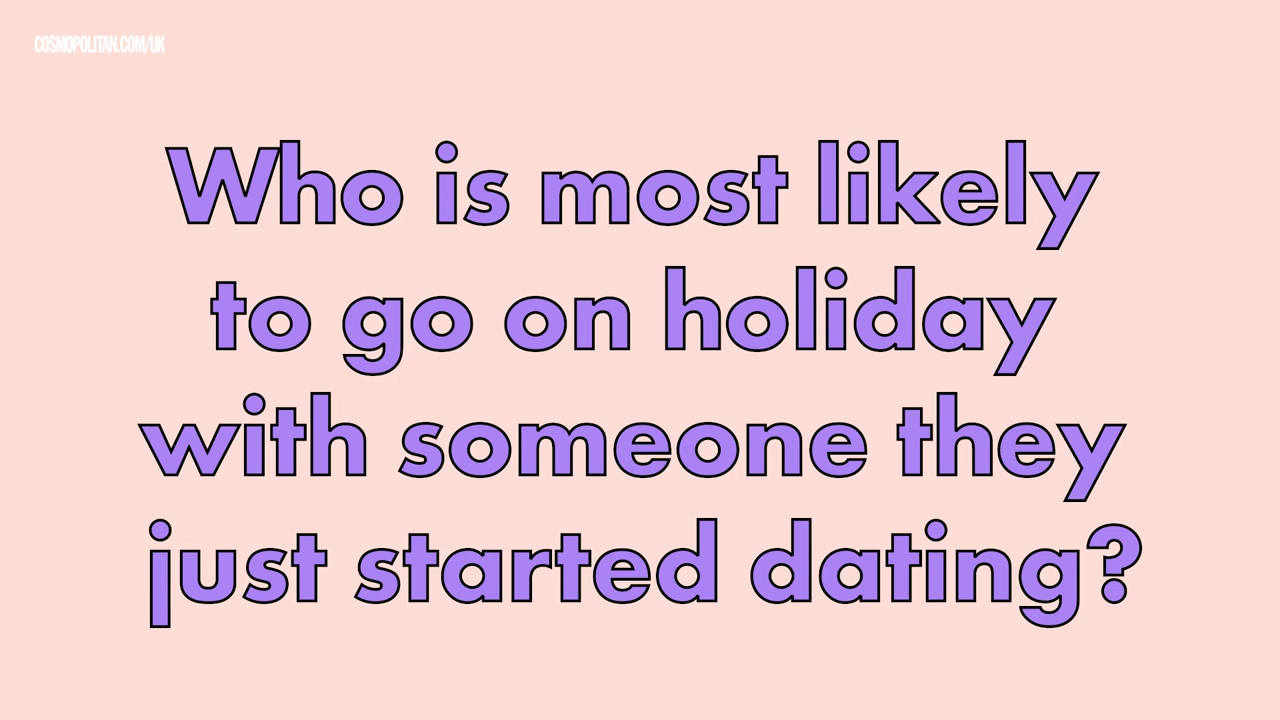 COSMOPOLITAN.COM/UK
Who is most likely
to go on holiday
with someone they
just started dating?